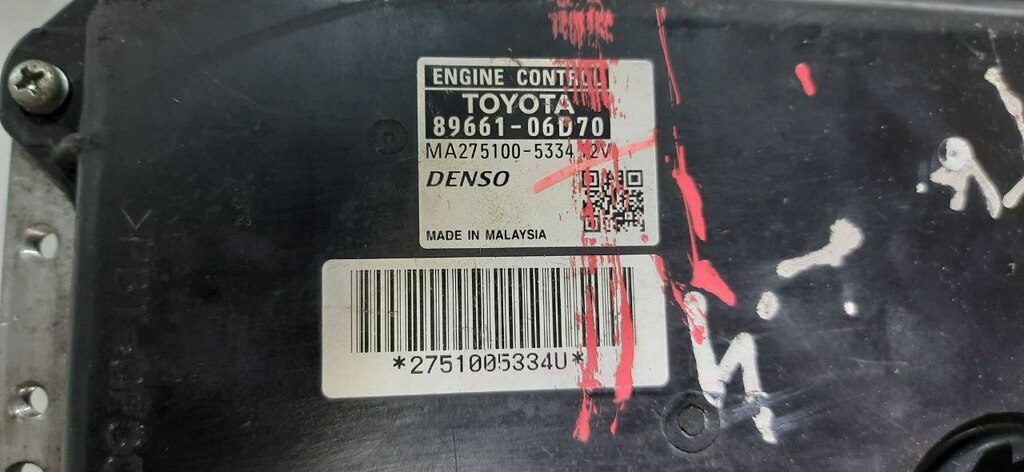 ENGINE CONTROL
TOYOTA
89661-06D70
MA275100-5334 12V
DENSO
MADE IN MALAYSIA
*2751005334U*